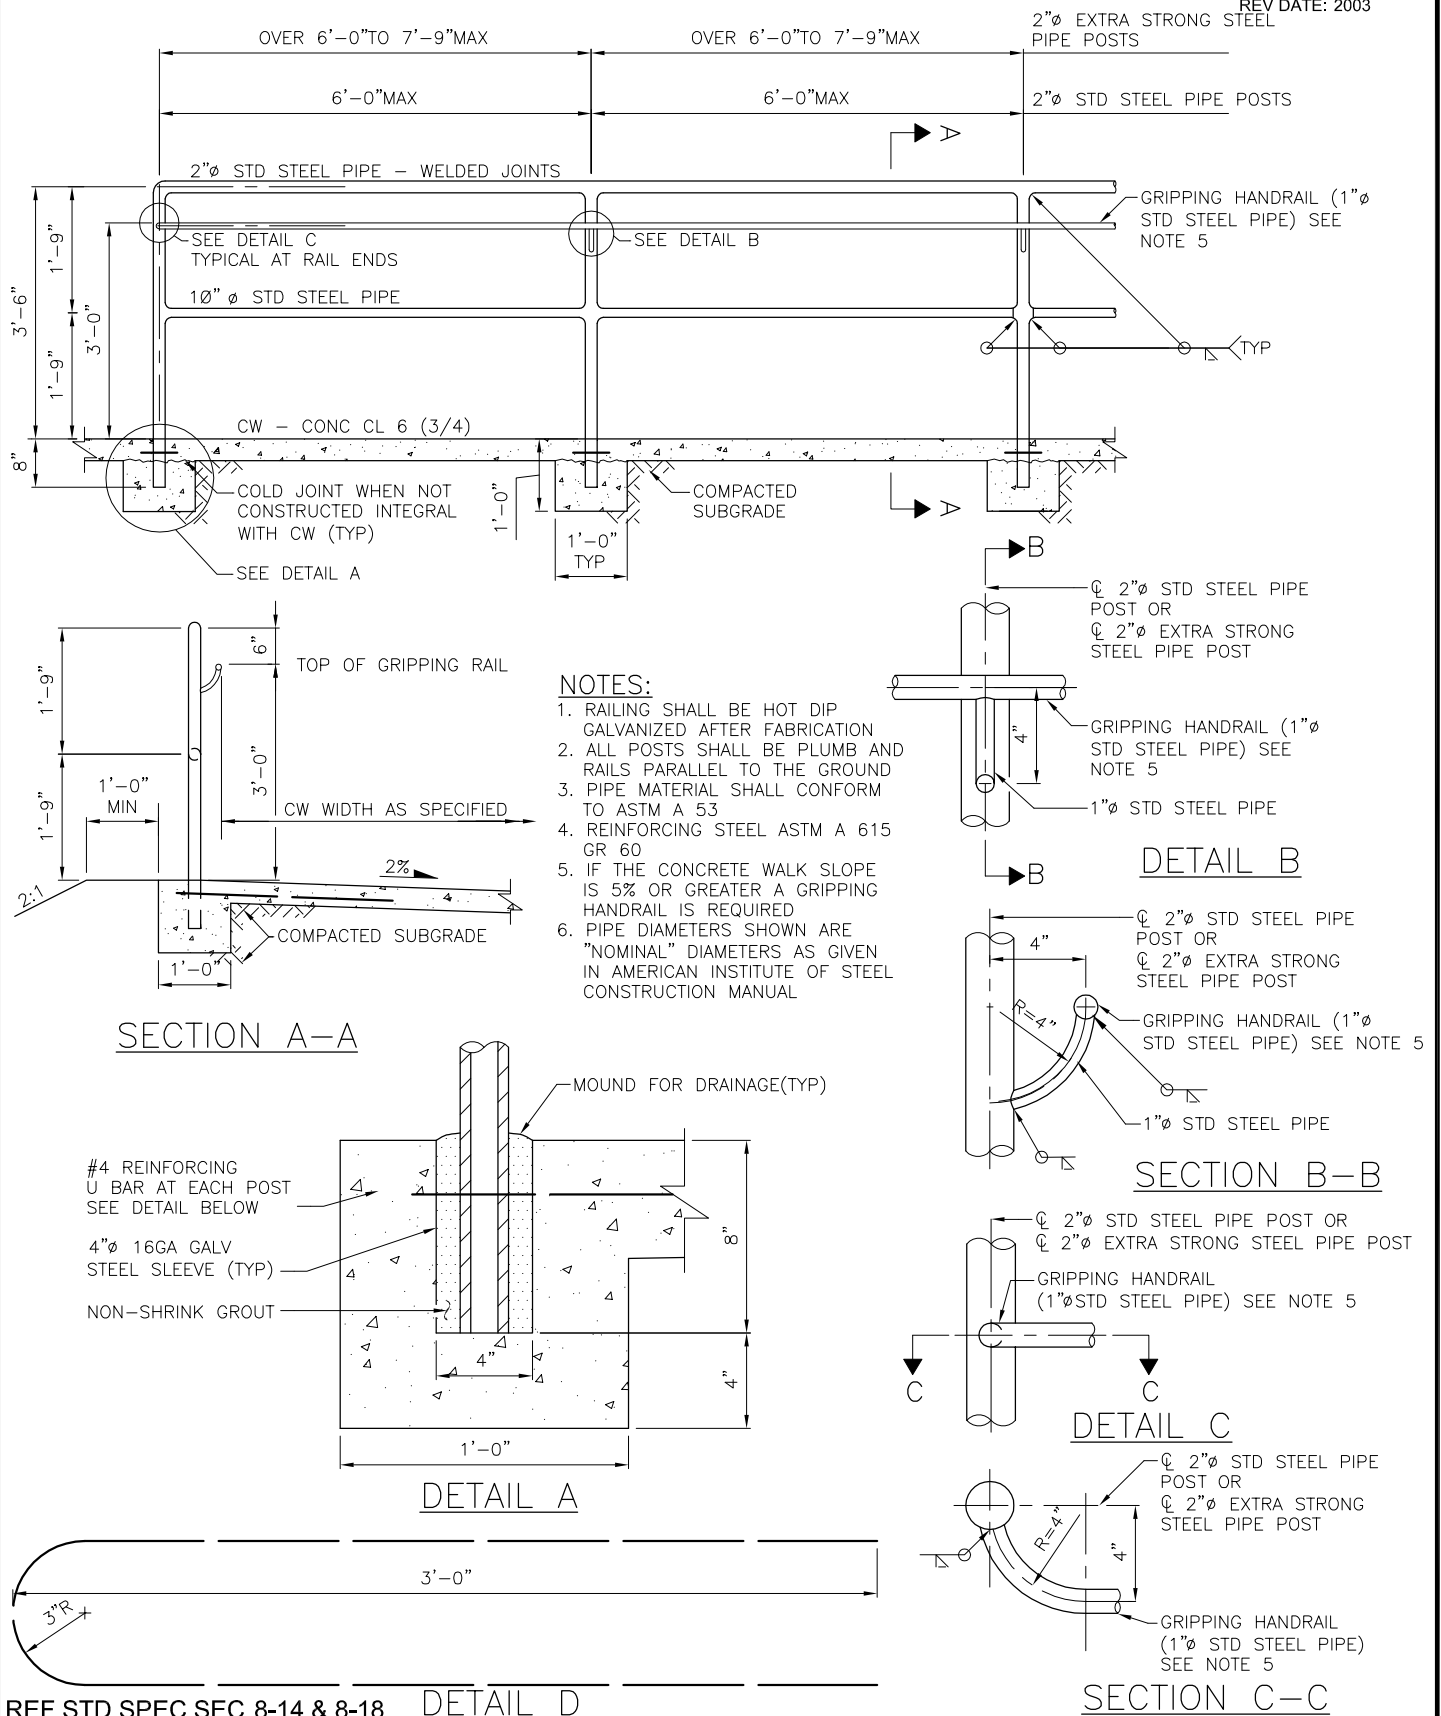 REV DATE: 2003
2"ø EXTRA STRONG STEEL
PIPE POSTS
OVER 6'-0"TO 7'-9"MAX
OVER 6'-0"TO 7'-9"MAX
6'-0"MAX
6'-0"MAX
2"ø STD STEEL PIPE POSTS
A
2"ø STD STEEL PIPE - WELDED JOINTS
GRIPPING HANDRAIL (1"ø
STD STEEL PIPE) SEE
NOTE 5
SEE DETAIL C
TYPICAL AT RAIL ENDS
SEE DETAIL B
1'-9"
3'-6"
3'-0"
1'-9"
10" ø STD STEEL PIPE
TYP
CW - CONC CL 6 (3/4)
8"
COLD JOINT WHEN NOT
CONSTRUCTED INTEGRAL
WITH CW (TYP)
1'-0"
COMPACTED
SUBGRADE
A
1'-0"
TYP
SEE DETAIL A
B
℄ 2"ø STD STEEL PIPE
POST OR
℄ 2"ø EXTRA STRONG
STEEL PIPE POST
GRIPPING HANDRAIL (1"ø
STD STEEL PIPE) SEE
NOTE 5
4"
1"ø STD STEEL PIPE
B
DETAIL B
6"
TOP OF GRIPPING RAIL
1'-9"
3'-0"
1'-9"
1'-0"
MIN
CW WIDTH AS SPECIFIED
2%
2:1
COMPACTED SUBGRADE
1'-0"
SECTION A-A
NOTES:
1. RAILING SHALL BE HOT DIP
GALVANIZED AFTER FABRICATION
2. ALL POSTS SHALL BE PLUMB AND
RAILS PARALLEL TO THE GROUND
3. PIPE MATERIAL SHALL CONFORM
TO ASTM A 53
4. REINFORCING STEEL ASTM A 615
GR 60
5. IF THE CONCRETE WALK SLOPE
IS 5% OR GREATER A GRIPPING
HANDRAIL IS REQUIRED
6. PIPE DIAMETERS SHOWN ARE
"NOMINAL" DIAMETERS AS GIVEN
IN AMERICAN INSTITUTE OF STEEL
CONSTRUCTION MANUAL
℄ 2"ø STD STEEL PIPE
POST OR
℄ 2"ø EXTRA STRONG
STEEL PIPE POST
4"
R=4"
GRIPPING HANDRAIL (1"ø
STD STEEL PIPE) SEE NOTE 5
1"ø STD STEEL PIPE
SECTION B-B
MOUND FOR DRAINAGE(TYP)
#4 REINFORCING
U BAR AT EACH POST
SEE DETAIL BELOW
4"ø 16GA GALV
STEEL SLEEVE (TYP)
NON-SHRINK GROUT
8"
4"
4"
1'-0"
DETAIL A
℄ 2"ø STD STEEL PIPE POST OR
℄ 2"ø EXTRA STRONG STEEL PIPE POST
GRIPPING HANDRAIL
(1"øSTD STEEL PIPE) SEE NOTE 5
C
C
DETAIL C
℄ 2"ø STD STEEL PIPE
POST OR
℄ 2"ø EXTRA STRONG
STEEL PIPE POST
R=4"
4"
GRIPPING HANDRAIL
(1"ø STD STEEL PIPE)
SEE NOTE 5
SECTION C-C
3'-0"
3"R
DETAIL D
REF STD SPEC SEC 8-14 & 8-18